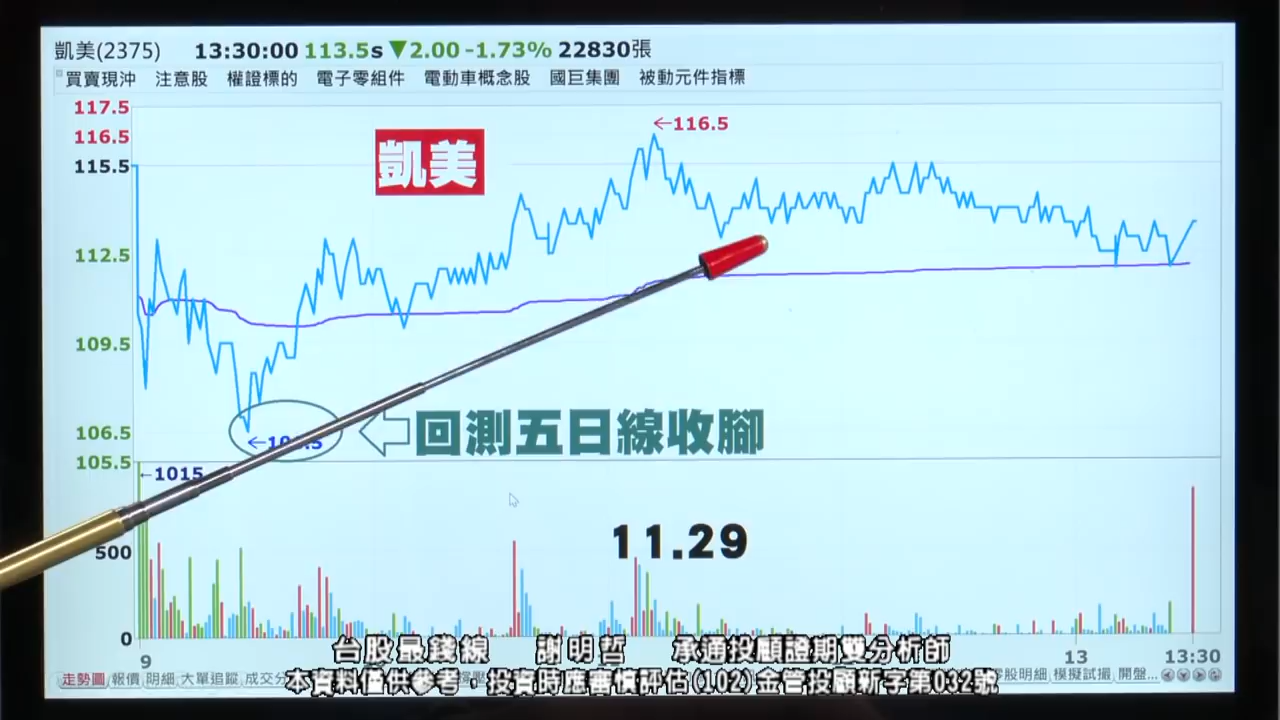 凱美(2375) 13:30:00 113.5s ▼2.00 -1.73% 22830張
買賣現沖 注意股 權證標的 電子零組件 電動車概念股 國巨集團 被動元件指標
117.5
←116.5
116.5
凱美
115.5
112.5
109.5
106.5
回測五日線收腳
105.5
←1015
11.29
500
0
9
13
13:30
台股最錢線 謝明哲 承通投顧證期雙分析師
走勢圖 報價 明細 大單追蹤 成交分
零股明細 模擬試撮 開盤...
本資料僅供參考,投資時應審慎評估(102)金管投顧新字第032號